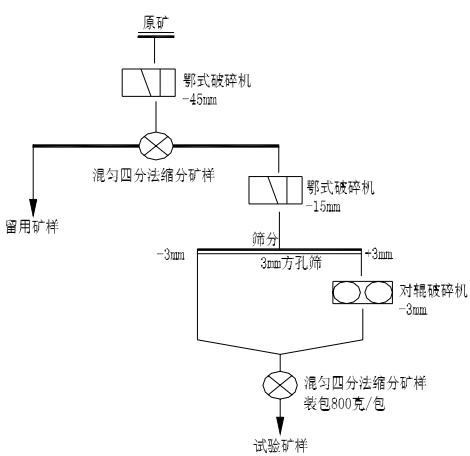 原矿
鄂式破碎机
-45mm
混匀四分法缩分矿样
鄂式破碎机
-15mm
留用矿样
筛分
-3mm
3mm方孔筛
+3mm
对辊破碎机
-3mm
混匀四分法缩分矿样
装包800克/包
试验矿样